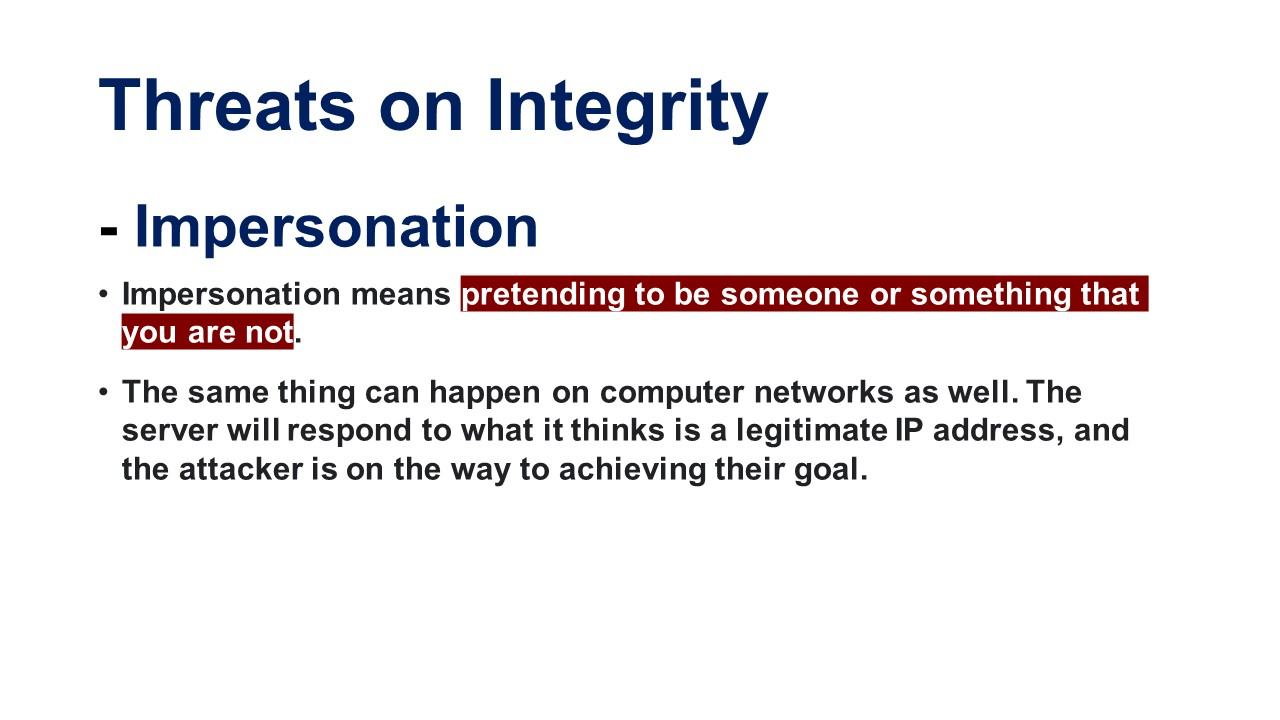 Threats on Integrity
- Impersonation
• Impersonation means pretending to be someone or something that
you are not.
• The same thing can happen on computer networks as well. The
server will respond to what it thinks is a legitimate IP address, and
the attacker is on the way to achieving their goal.